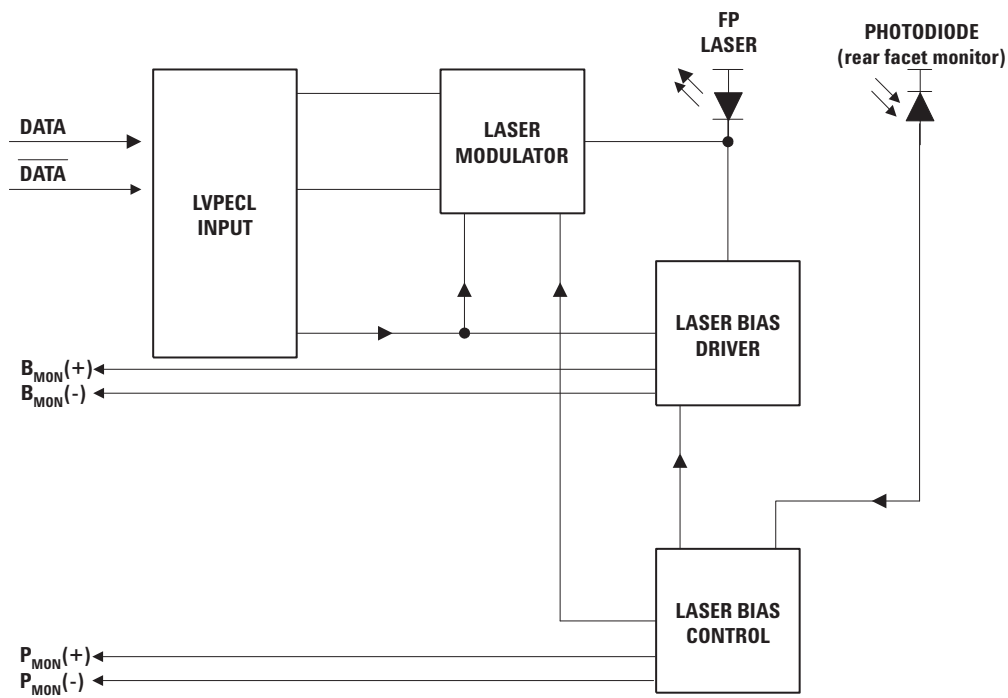 FP
LASER
PHOTODIODE
(rear facet monitor)
DATA
D̅A̅T̅A̅
LVPECL
INPUT
LASER
MODULATOR
LASER BIAS
DRIVER
BMON(+)
BMON(-)
LASER BIAS
CONTROL
PMON(+)
PMON(-)